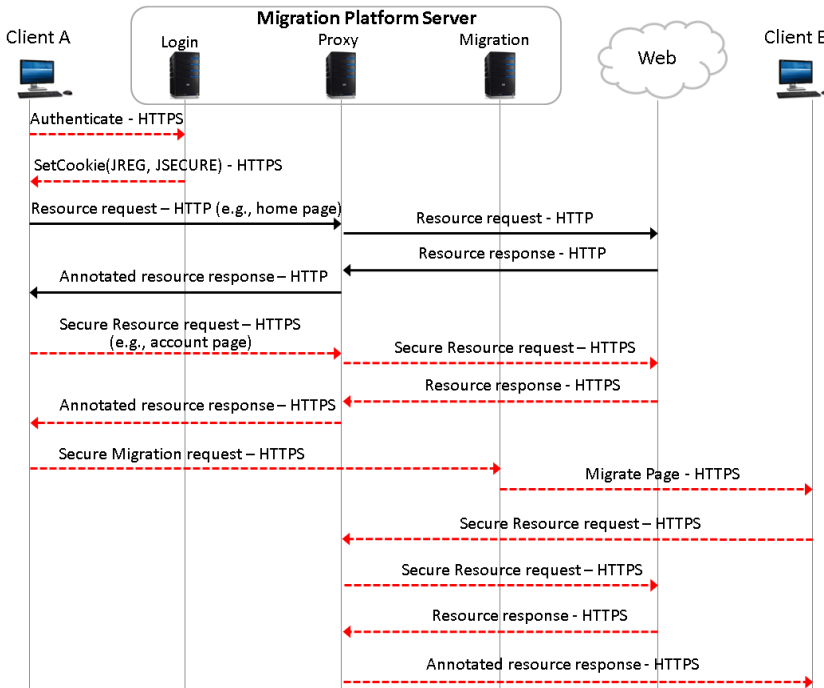 Migration Platform Server
Client A
Login
Proxy
Migration
Web
Client B
Authenticate - HTTPS
SetCookie(JREG, JSECURE) - HTTPS
Resource request – HTTP (e.g., home page)
Resource request - HTTP
Resource response - HTTP
Annotated resource response – HTTP
Secure Resource request – HTTPS
(e.g., account page)
Secure Resource request – HTTPS
Resource response - HTTPS
Annotated resource response – HTTPS
Secure Migration request – HTTPS
Migrate Page - HTTPS
Secure Resource request – HTTPS
Secure Resource request – HTTPS
Resource response - HTTPS
Annotated resource response - HTTPS